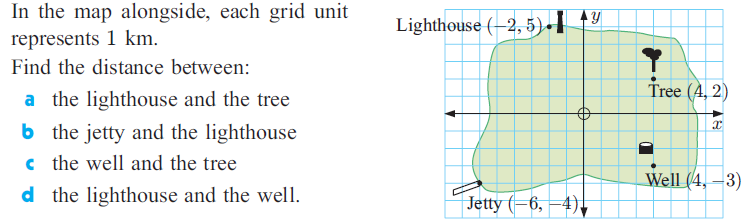 In the map alongside, each grid unit
represents 1 km.
Find the distance between:
a the lighthouse and the tree
b the jetty and the lighthouse
c the well and the tree
d the lighthouse and the well.
Lighthouse (−2, 5)
y
Tree (4, 2)
x
Well (4, −3)
Jetty (−6, −4)